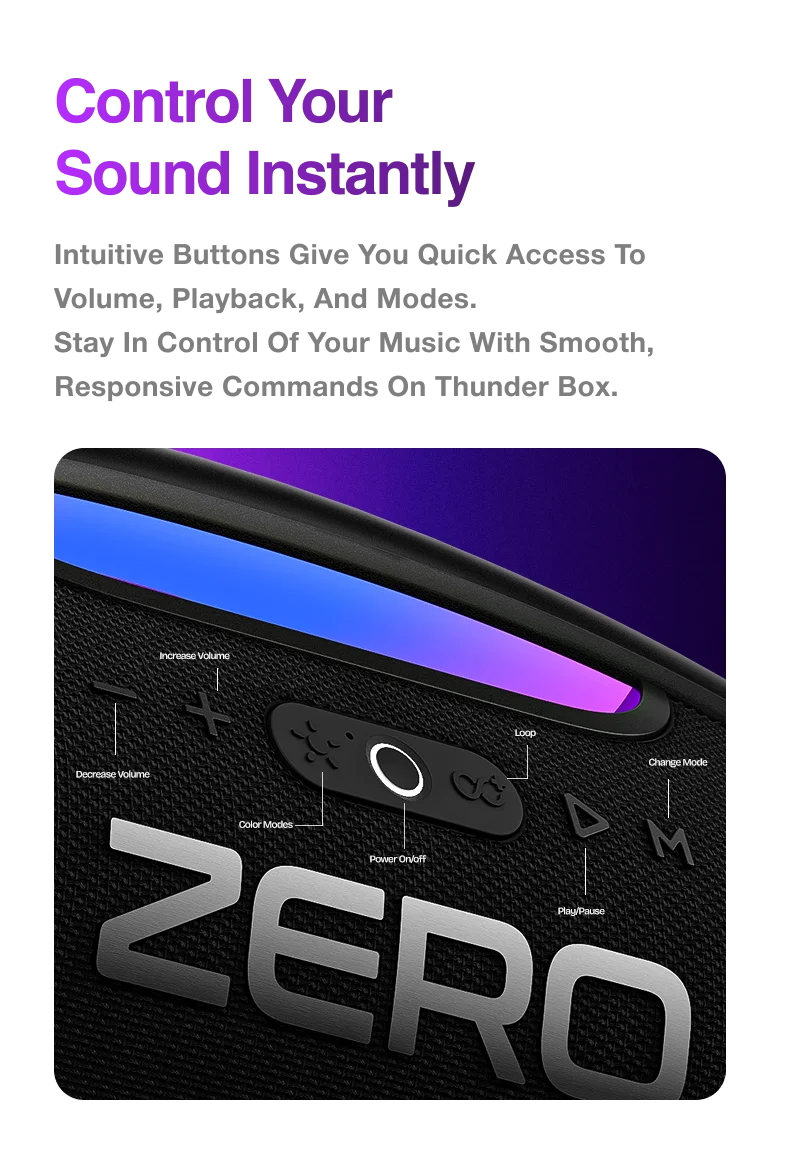 Control Your
Sound Instantly
Intuitive Buttons Give You Quick Access To
Volume, Playback, And Modes.
Stay In Control Of Your Music With Smooth,
Responsive Commands On Thunder Box.
Increase Volume
Decrease Volume
Loop
Change Mode
Color Modes
Power On/off
Play/Pause
M
ZERO